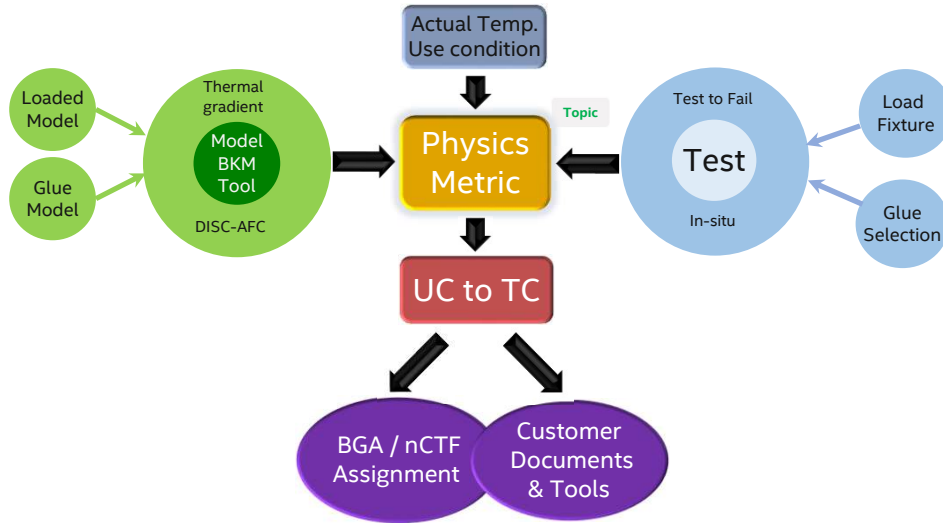 Actual Temp.
Use condition
Loaded
Model
Glue
Model
Thermal
gradient
Model
BKM
Tool
DISC-AFC
Topic
Physics
Metric
Test to Fail
Test
In-situ
Load
Fixture
Glue
Selection
UC to TC
BGA / nCTF
Assignment
Customer
Documents
& Tools